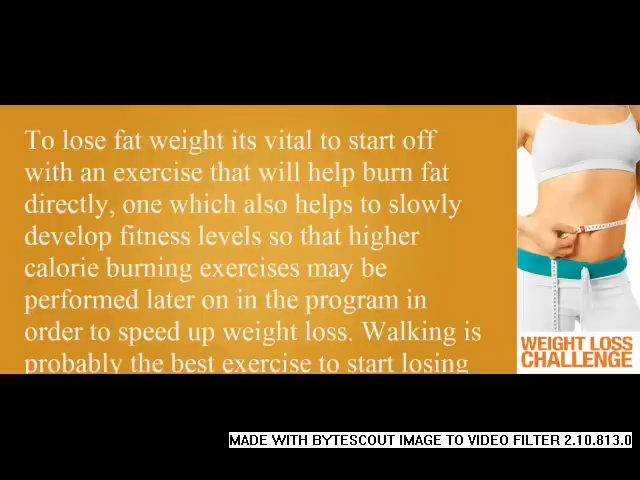 To lose fat weight its vital to start off
with an exercise that will help burn fat
directly, one which also helps to slowly
develop fitness levels so that higher
calorie burning exercises may be
performed later on in the program in
order to speed up weight loss. Walking is
probably the best exercise to start losing
WEIGHT LOSS
CHALLENGE
MADE WITH BYTESCOUT IMAGE TO VIDEO FILTER 2.10.813.0